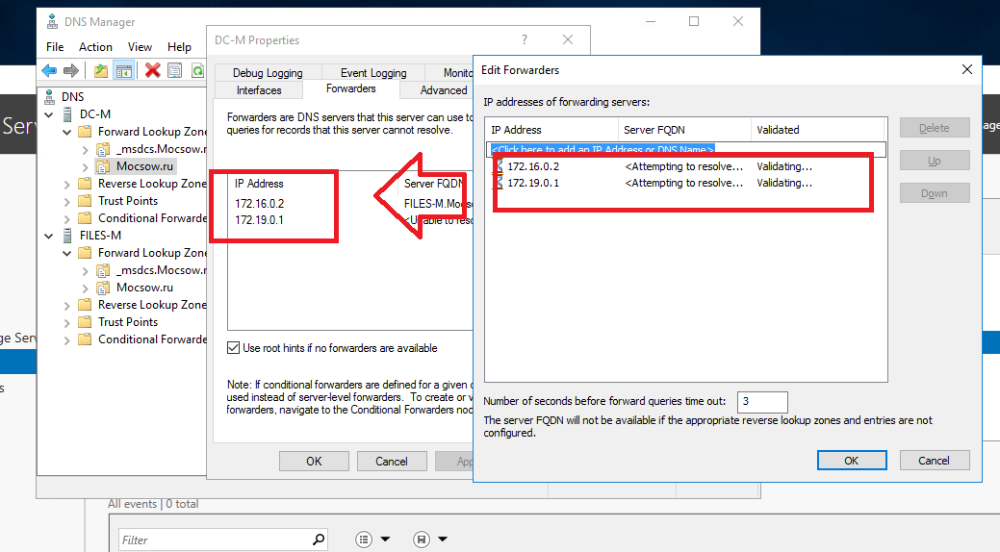 DNS Manager
File Action View Help
DNS
DC-M
Forward Lookup Zone
_msdcs.Mocsow.r
Mocsow.ru
Reverse Lookup Zone
Trust Points
Conditional Forwarde
FILES-M
Forward Lookup Zone
_msdcs.Mocsow.r
Mocsow.ru
Reverse Lookup Zone
Trust Points
Conditional Forwarde
DC-M Properties
?
Debug Logging Event Logging Monito
Interfaces Forwarders Advanced
Forwarders are DNS servers that this server can use to
queries for records that this server cannot resolve.
IP Address Server FQDN
172.16.0.2 FILES-M.Mocso
172.19.0.1 <Unable to reso
Use root hints if no forwarders are available
Note: If conditional forwarders are defined for a given d
used instead of server-level forwarders. To create or v
forwarders, navigate to the Conditional Forwarders nod
OK Cancel App
Edit Forwarders
IP addresses of forwarding servers:
IP Address Server FQDN Validated
<Click here to add an IP Address or DNS Name>
172.16.0.2 <Attempting to resolve... Validating...
172.19.0.1 <Attempting to resolve... Validating...
Delete
Up
Down
Number of seconds before forward queries time out: 3
The server FQDN will not be available if the appropriate reverse lookup zones and entries are not
configured.
OK Cancel
Serv
age
ge Serv
s
All events | 0 total
Filter